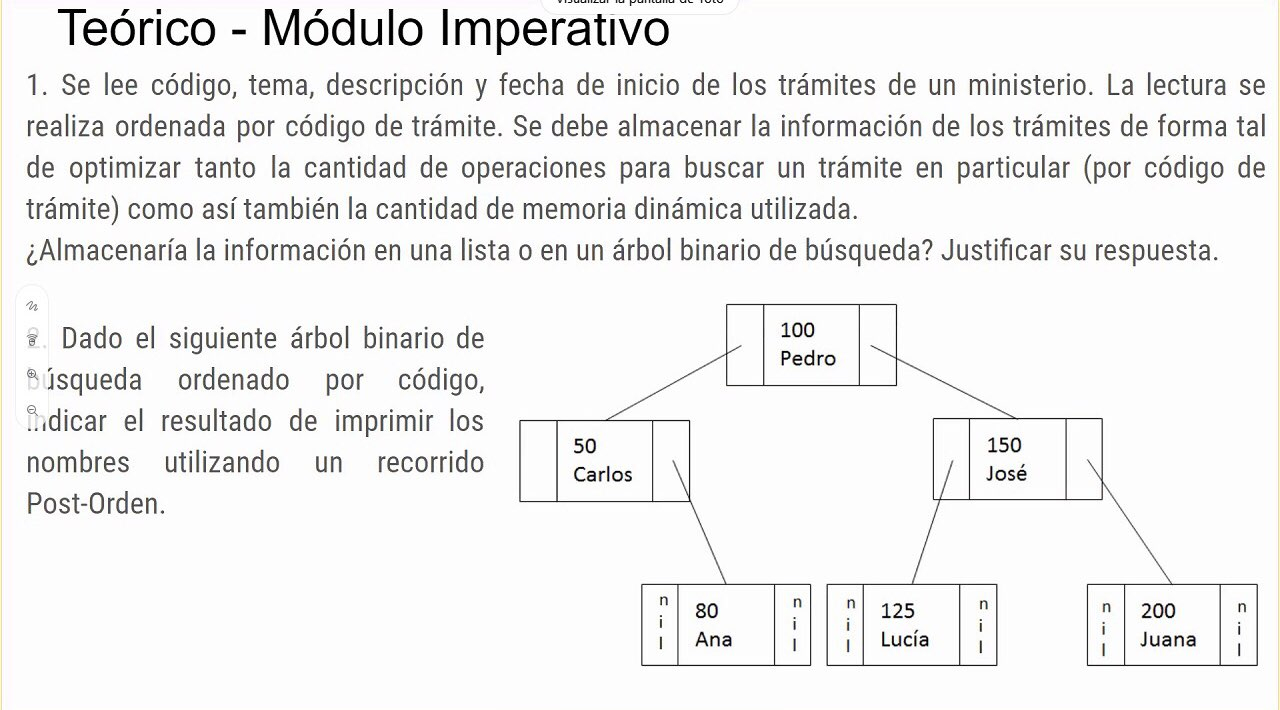 Teórico - Módulo Imperativo
1. Se lee código, tema, descripción y fecha de inicio de los trámites de un ministerio. La lectura se
realiza ordenada por código de trámite. Se debe almacenar la información de los trámites de forma tal
de optimizar tanto la cantidad de operaciones para buscar un trámite en particular (por código de
trámite) como así también la cantidad de memoria dinámica utilizada.
¿Almacenaría la información en una lista o en un árbol binario de búsqueda? Justificar su respuesta.
2. Dado el siguiente árbol binario de
búsqueda ordenado por código,
indicar el resultado de imprimir los
nombres utilizando un recorrido
Post-Orden.
100
Pedro
50
Carlos
150
José
nil
80
Ana
nil
nil
125
Lucía
nil
nil
200
Juana
nil